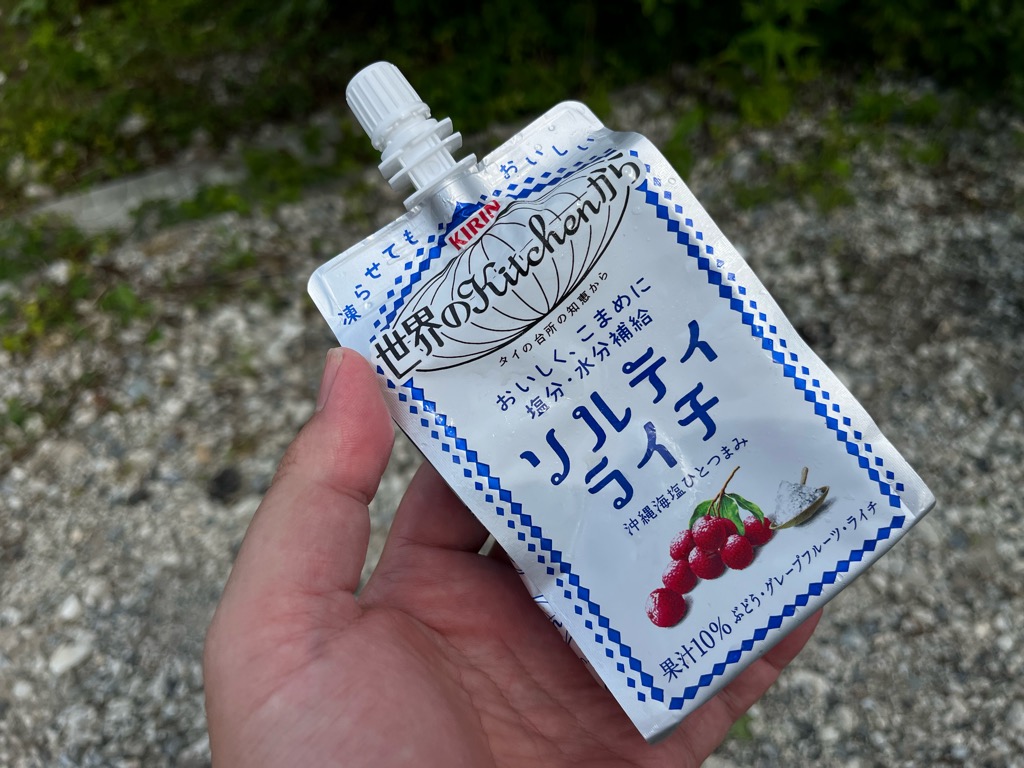 凍らせても おいしい
KIRIN
世界のKitchenから
タイの台所の知恵から
おいしく、こまめに
塩分・水分補給
ソルティ
ライチ
沖縄海塩ひとつまみ
果汁10% ぶどう・グレープフルーツ・ライチ